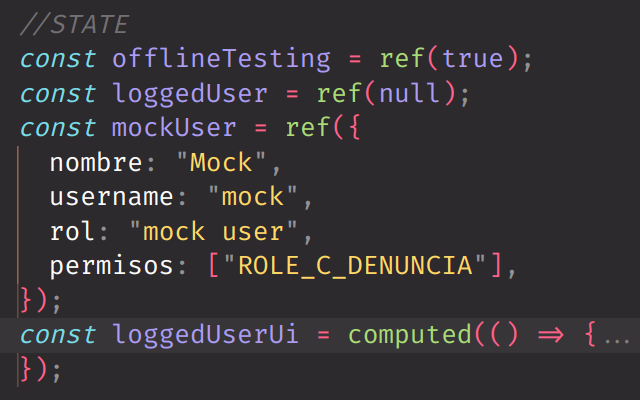 //STATE
const offlineTesting = ref(true);
const loggedUser = ref(null);
const mockUser = ref({
  nombre: "Mock",
  username: "mock",
  rol: "mock user",
  permisos: ["ROLE_C_DENUNCIA"],
});
const loggedUserUi = computed(() => {...
});